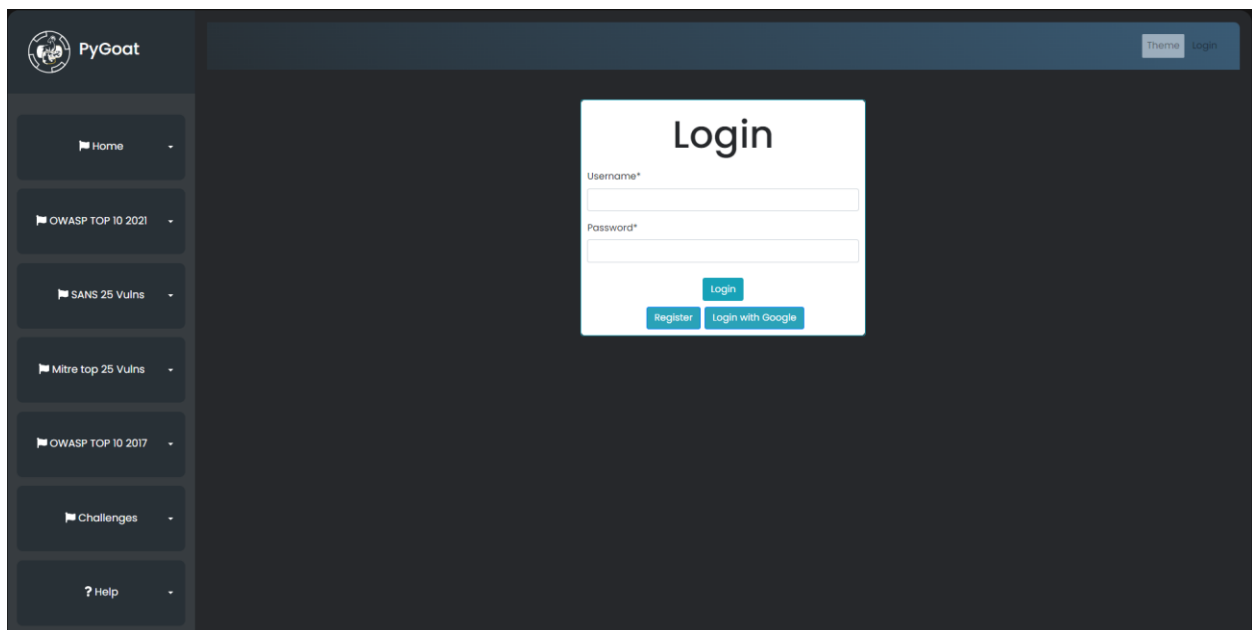 PyGoat
Theme Login
Home
OWASP TOP 10 2021
SANS 25 Vulns
Mitre top 25 Vulns
OWASP TOP 10 2017
Challenges
? Help
Login
Username*
Password*
Login
Register Login with Google